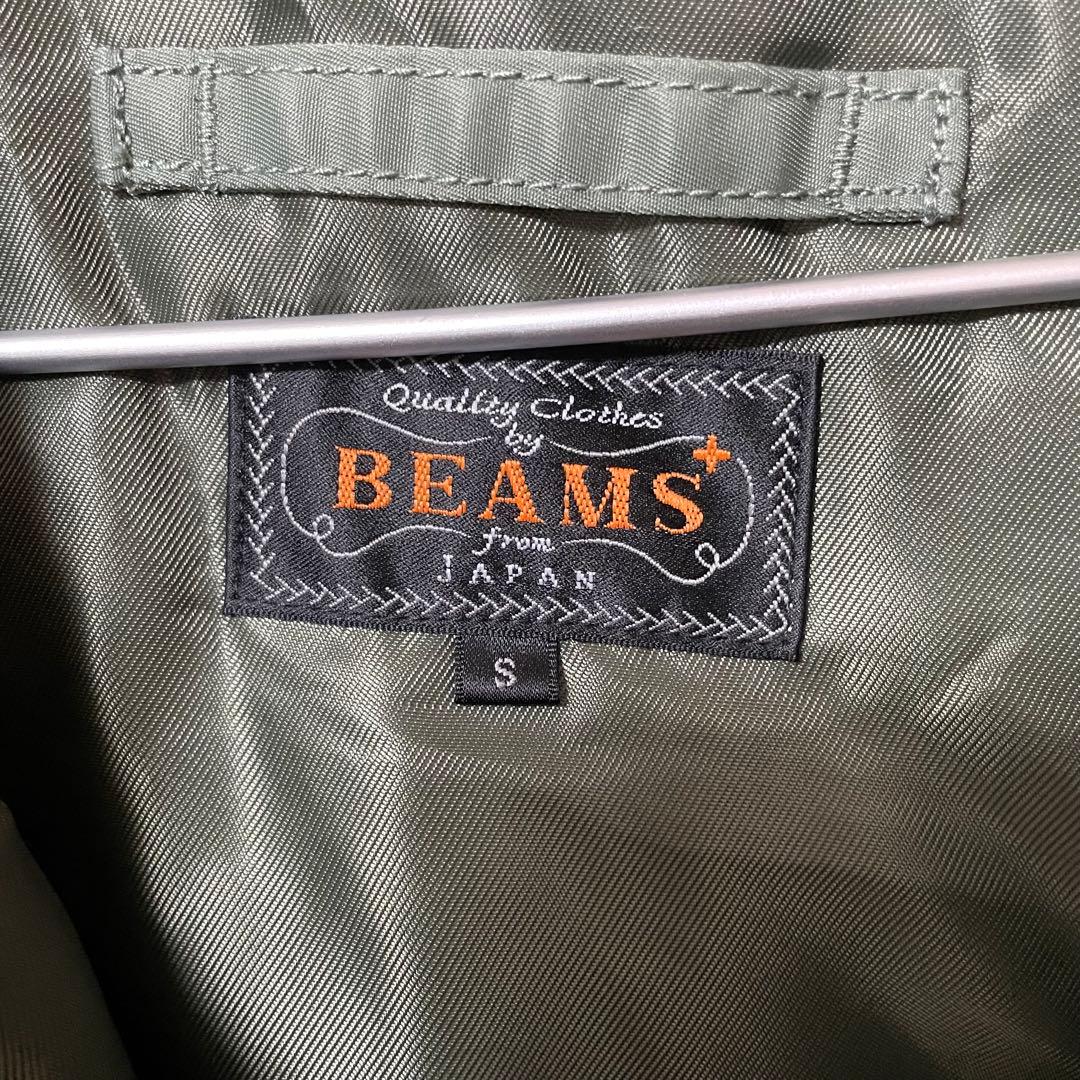 Quality Clothes
by
BEAMS+
from
JAPAN
S